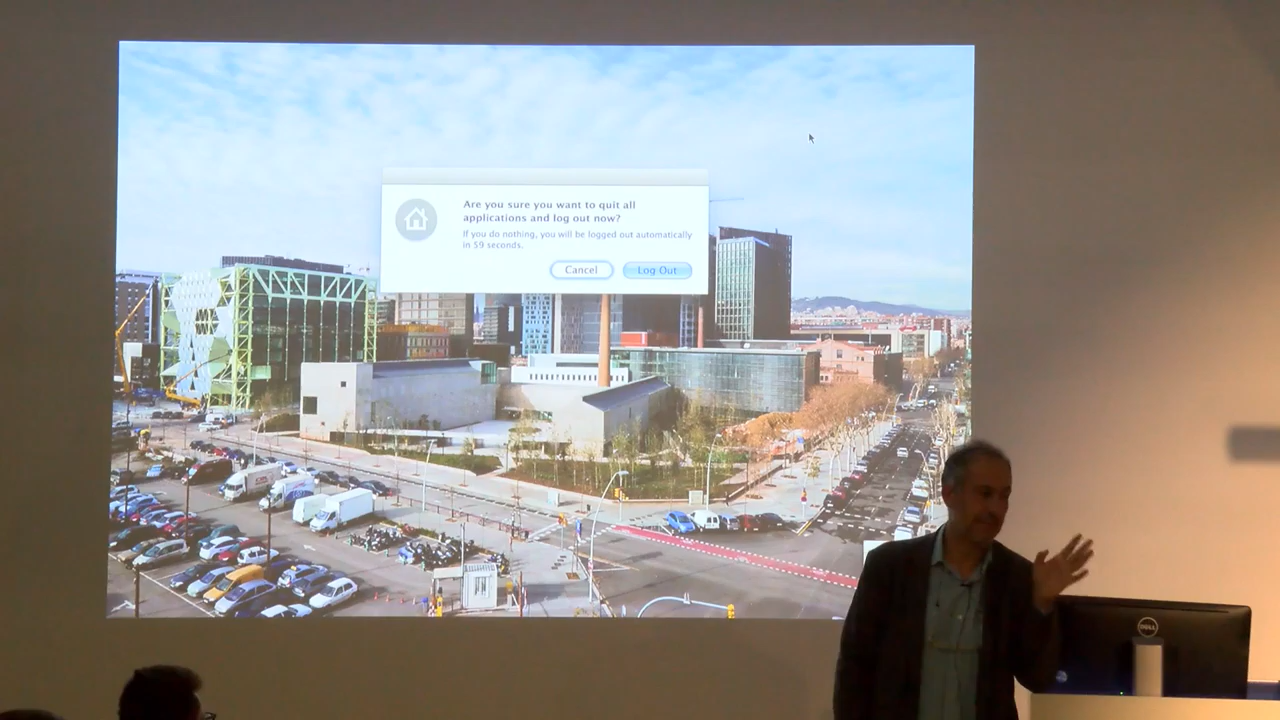 Are you sure you want to quit all
applications and log out now?
If you do nothing, you will be logged out automatically
in 59 seconds.
Cancel
Log Out
DELL